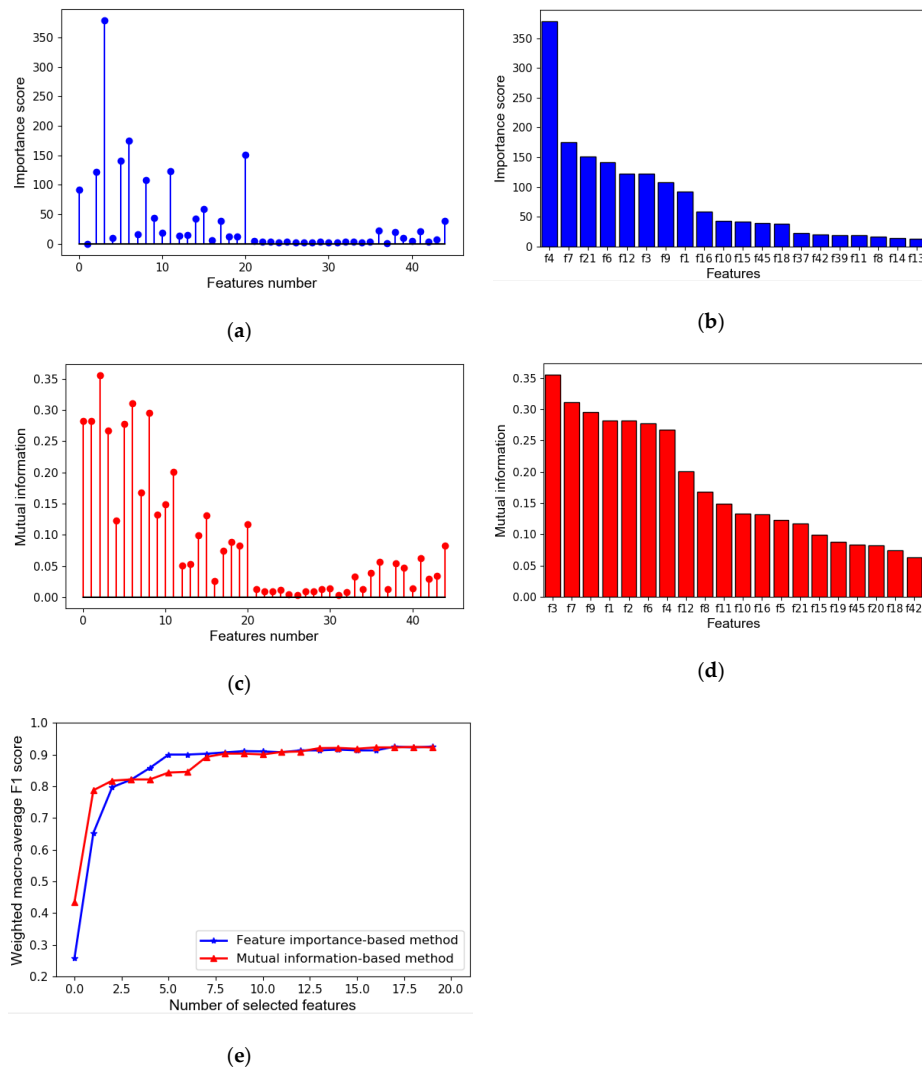 350
300
250
200
150
100
50
0
Importance score
0 10 20 30 40
Features number
(a)
350
300
250
200
150
100
50
0
Importance score
f4 f7 f21 f6 f12 f3 f9 f1 f16 f10 f15 f45 f18 f37 f42 f39 f11 f8 f14 f13
Features
(b)
0.35
0.30
0.25
0.20
0.15
0.10
0.05
0.00
Mutual information
0 10 20 30 40
Features number
(c)
0.35
0.30
0.25
0.20
0.15
0.10
0.05
0.00
Mutual information
f3 f7 f9 f1 f2 f6 f4 f12 f8 f11 f10 f16 f5 f21 f15 f19 f45 f20 f18 f42
Features
(d)
1.0
0.9
0.8
0.7
0.6
0.5
0.4
0.3
0.2
Weighted macro-average F1 score
Feature importance-based method
Mutual information-based method
0.0 2.5 5.0 7.5 10.0 12.5 15.0 17.5 20.0
Number of selected features
(e)